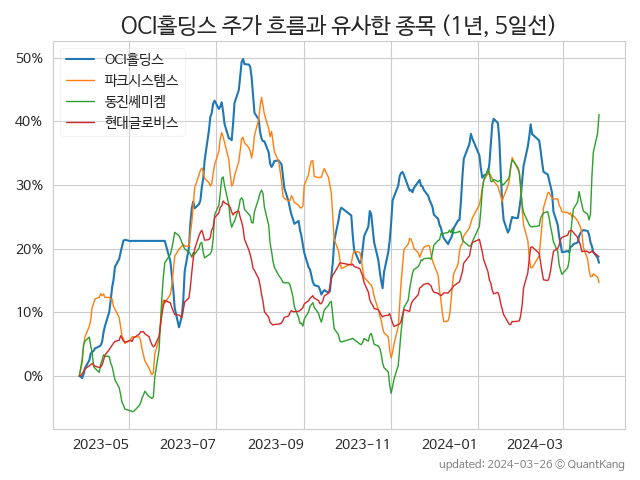 OCI홀딩스 주가 흐름과 유사한 종목 (1년, 5일선)
OCI홀딩스
파크시스템스
동진쎄미켐
현대글로비스
50%
40%
30%
20%
10%
0%
2023-05 2023-07 2023-09 2023-11 2024-01 2024-03
updated: 2024-03-26 © QuantKang